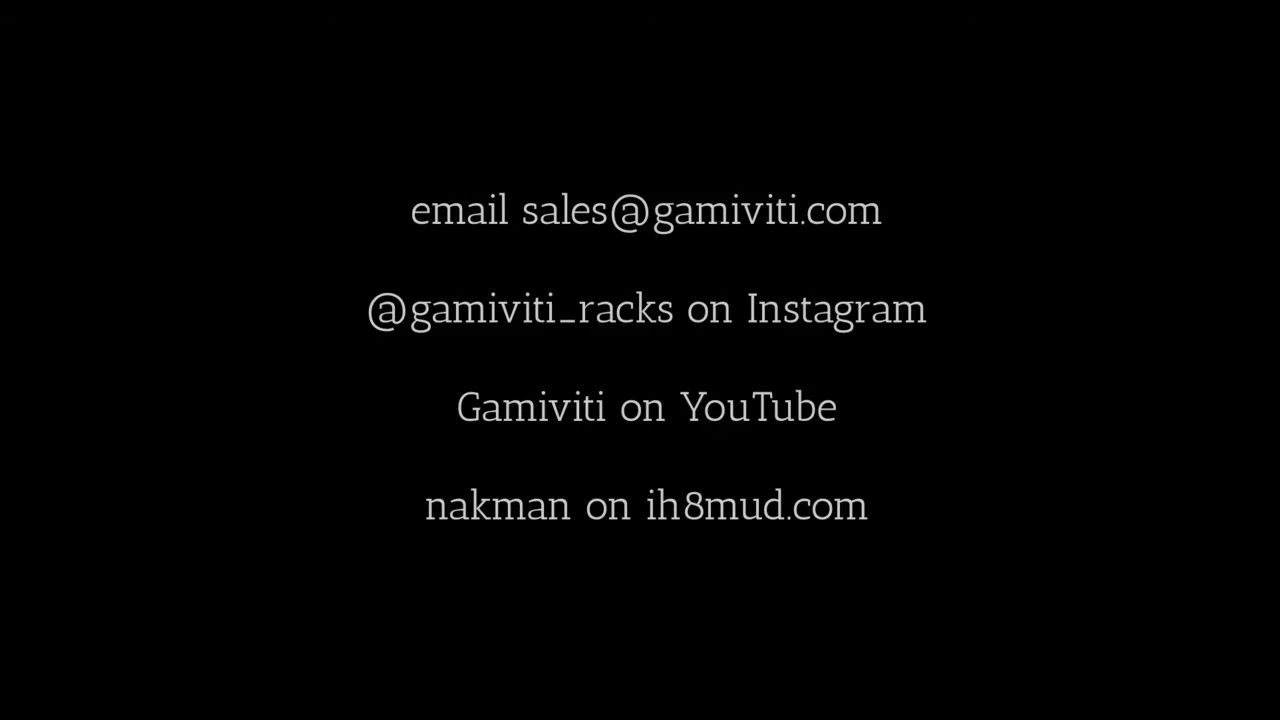 email sales@gamiviti.com
@gamiviti_racks on Instagram
Gamiviti on YouTube
nakman on ih8mud.com